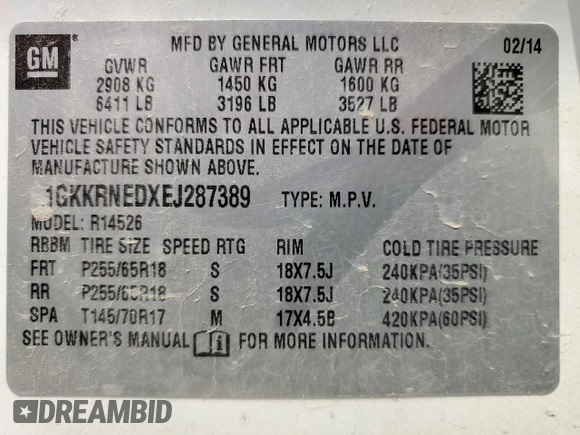 GM MFD BY GENERAL MOTORS LLC 02/14
GVWR GAWR FRT GAWR RR
2908 KG 1450 KG 1600 KG
6411 LB 3196 LB 3527 LB
THIS VEHICLE CONFORMS TO ALL APPLICABLE U.S. FEDERAL MOTOR
VEHICLE SAFETY STANDARDS IN EFFECT ON THE DATE OF
MANUFACTURE SHOWN ABOVE.
1GKKRNEDXEJ287389 TYPE: M.P.V.
MODEL: R14526
RBBM TIRE SIZE SPEED RTG RIM COLD TIRE PRESSURE
FRT P255/65R18 S 18X7.5J 240KPA(35PSI)
RR P255/65R18 S 18X7.5J 240KPA(35PSI)
SPA T145/70R17 M 17X4.5B 420KPA(60PSI)
SEE OWNER'S MANUAL FOR MORE INFORMATION.
DREAMBID